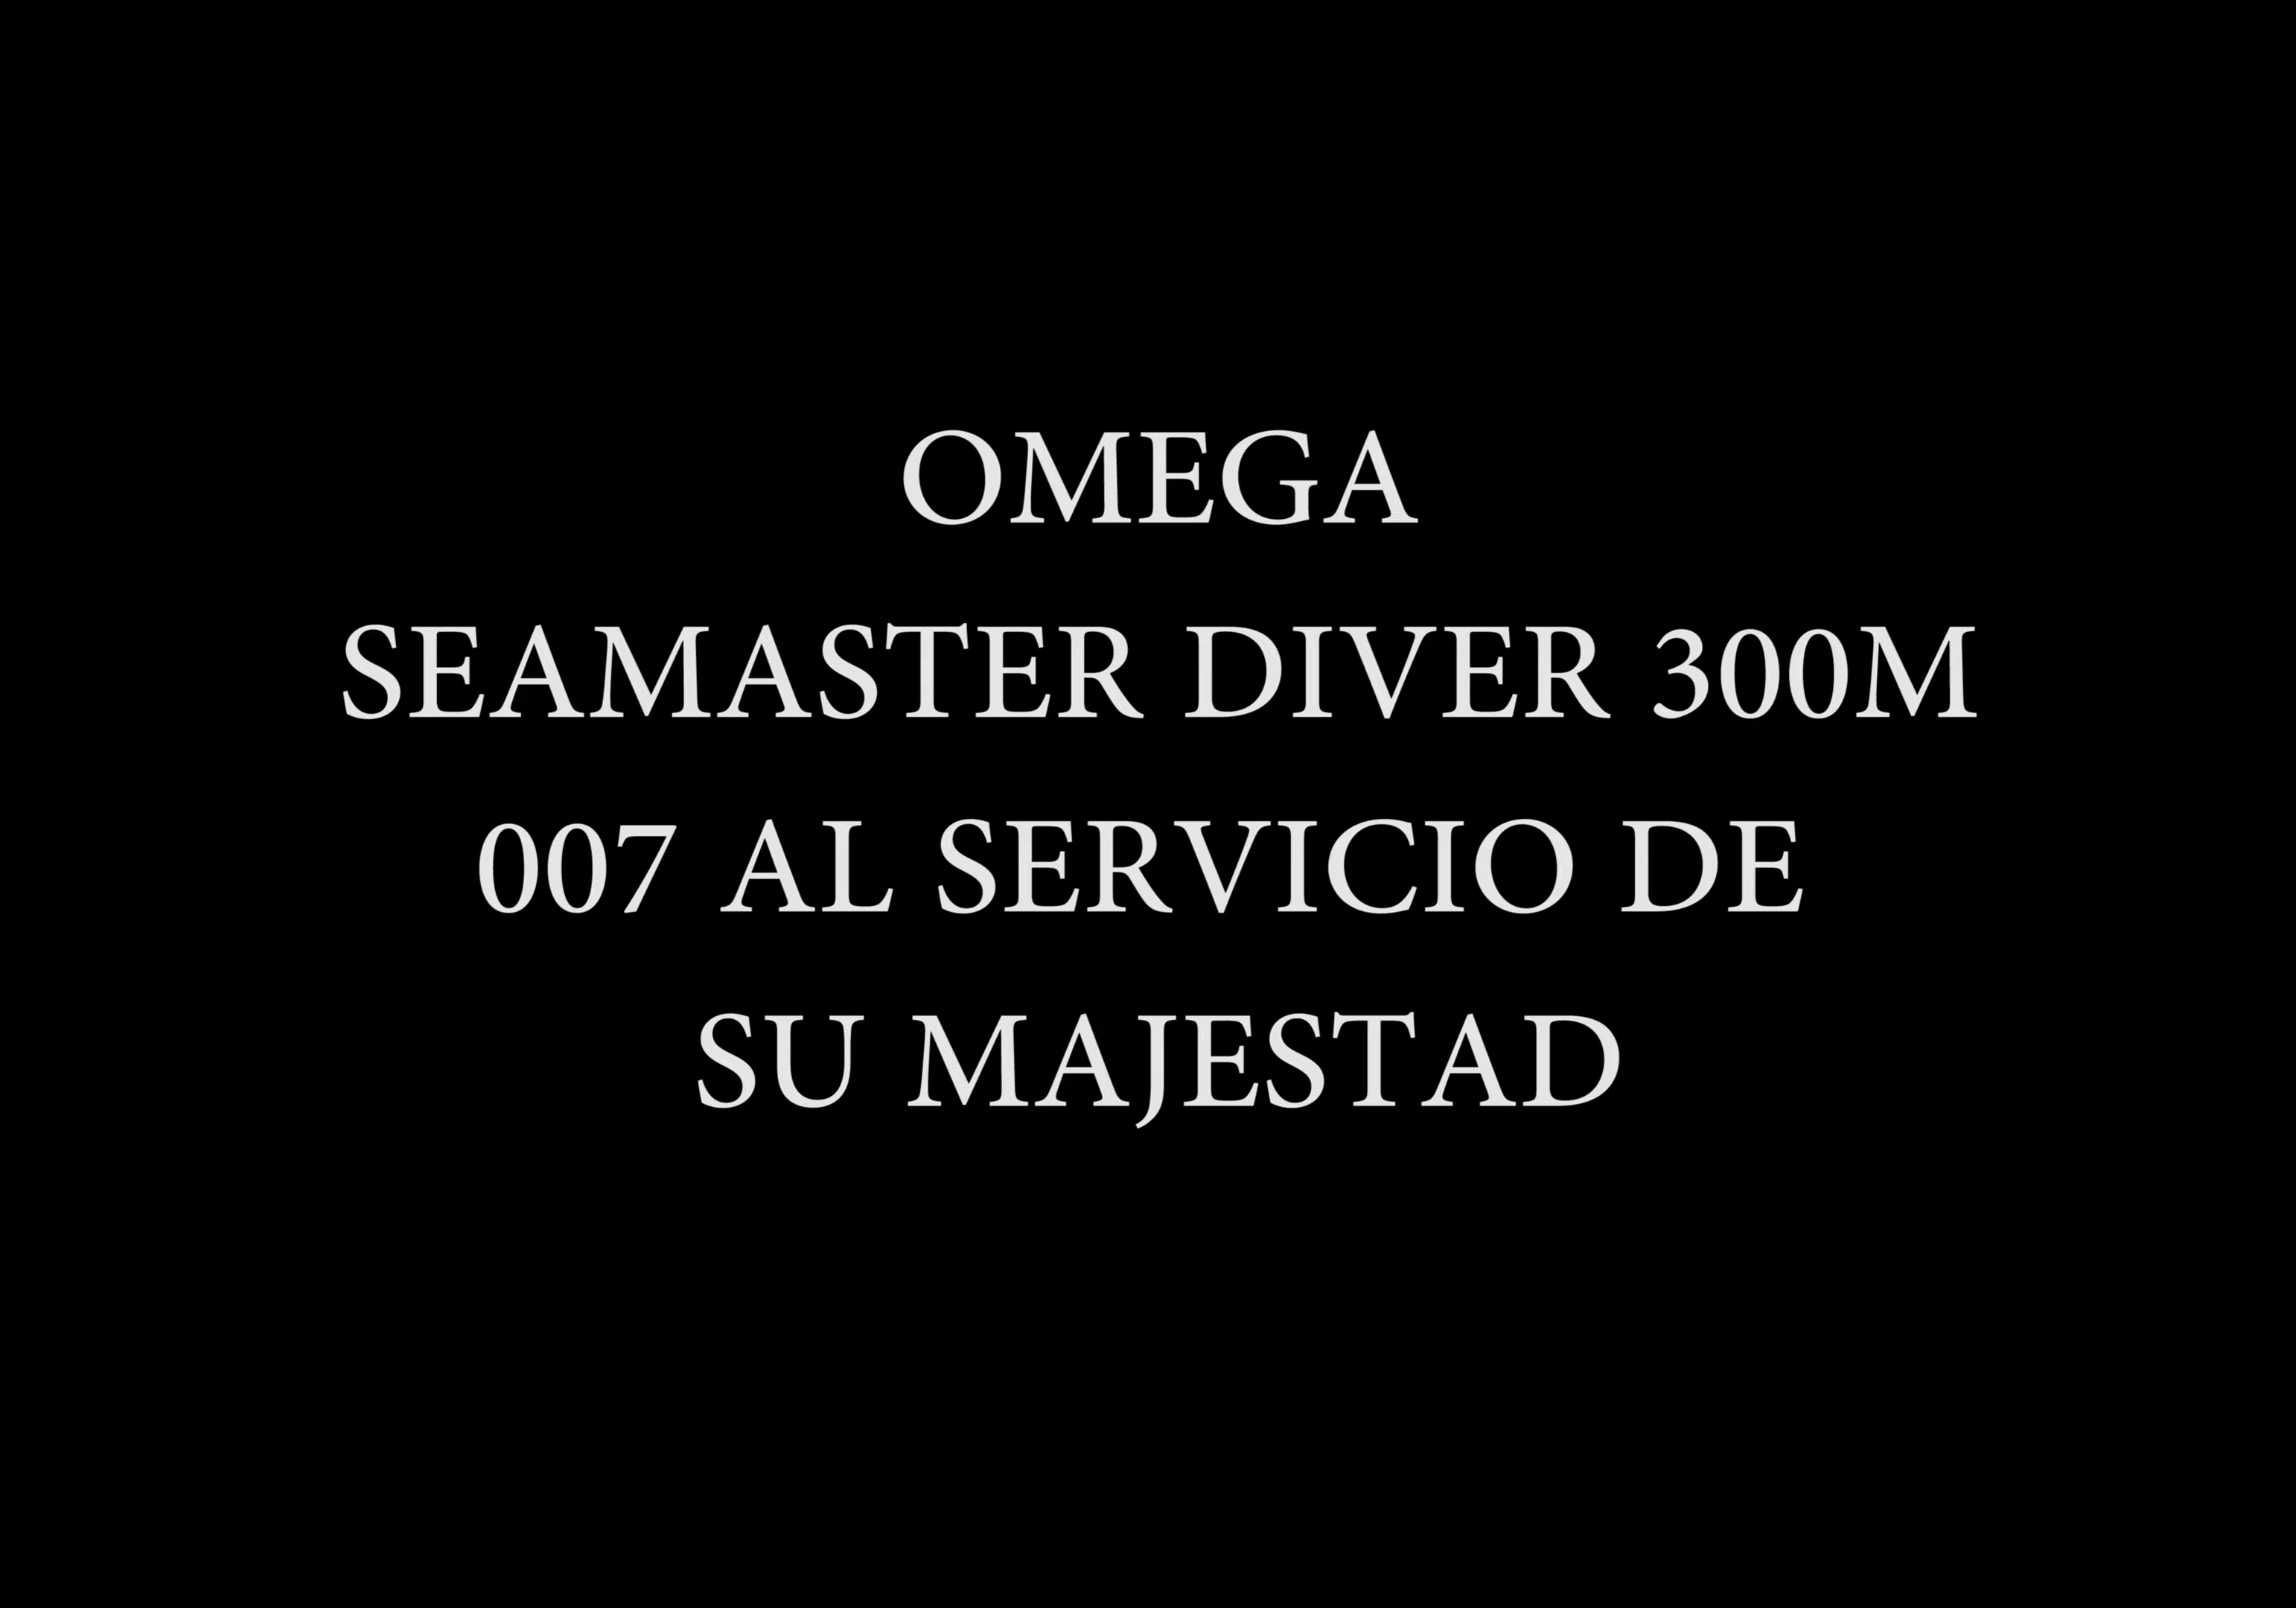 OMEGA
SEAMASTER DIVER 300M
007 AL SERVICIO DE
SU MAJESTAD